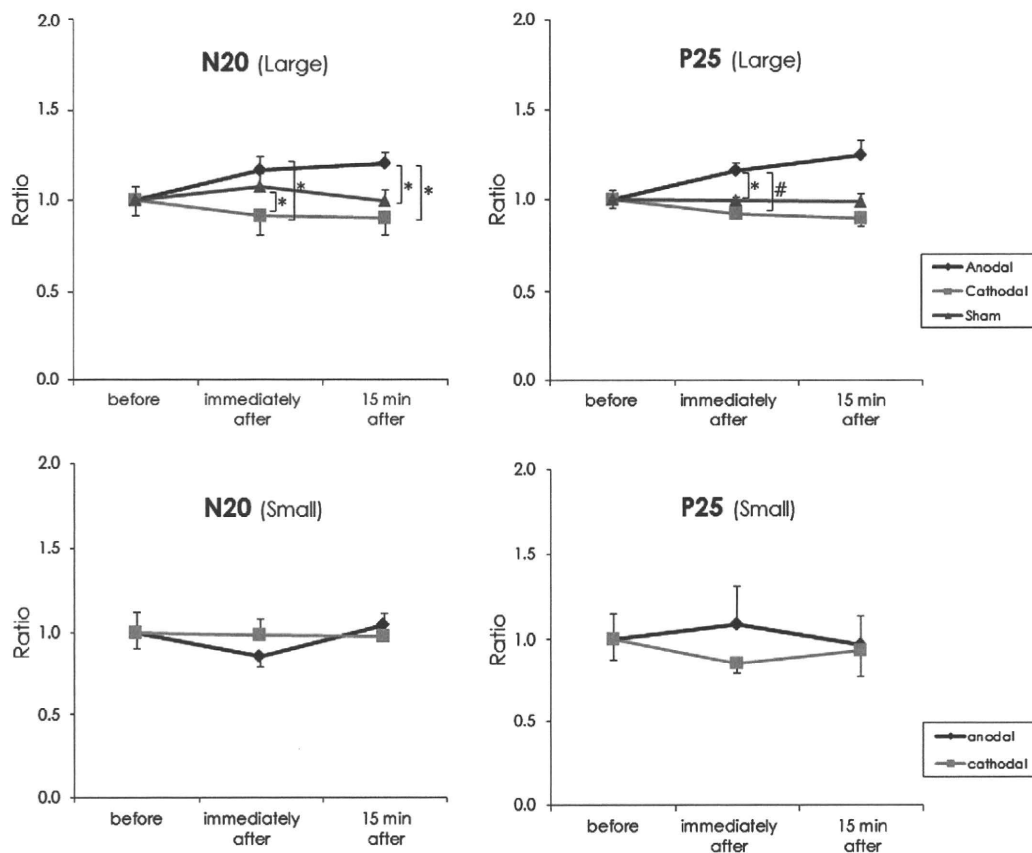 N20 (Large)
2.0
1.5
1.0
0.5
0.0
Ratio
*
*
*
*
before
immediately
after
15 min
after
P25 (Large)
2.0
1.5
1.0
0.5
0.0
Ratio
*
#
before
immediately
after
15 min
after
Anodal
Cathodal
Sham
N20 (Small)
2.0
1.5
1.0
0.5
0.0
Ratio
before
immediately
after
15 min
after
P25 (Small)
2.0
1.5
1.0
0.5
0.0
Ratio
before
immediately
after
15 min
after
anodal
cathodal